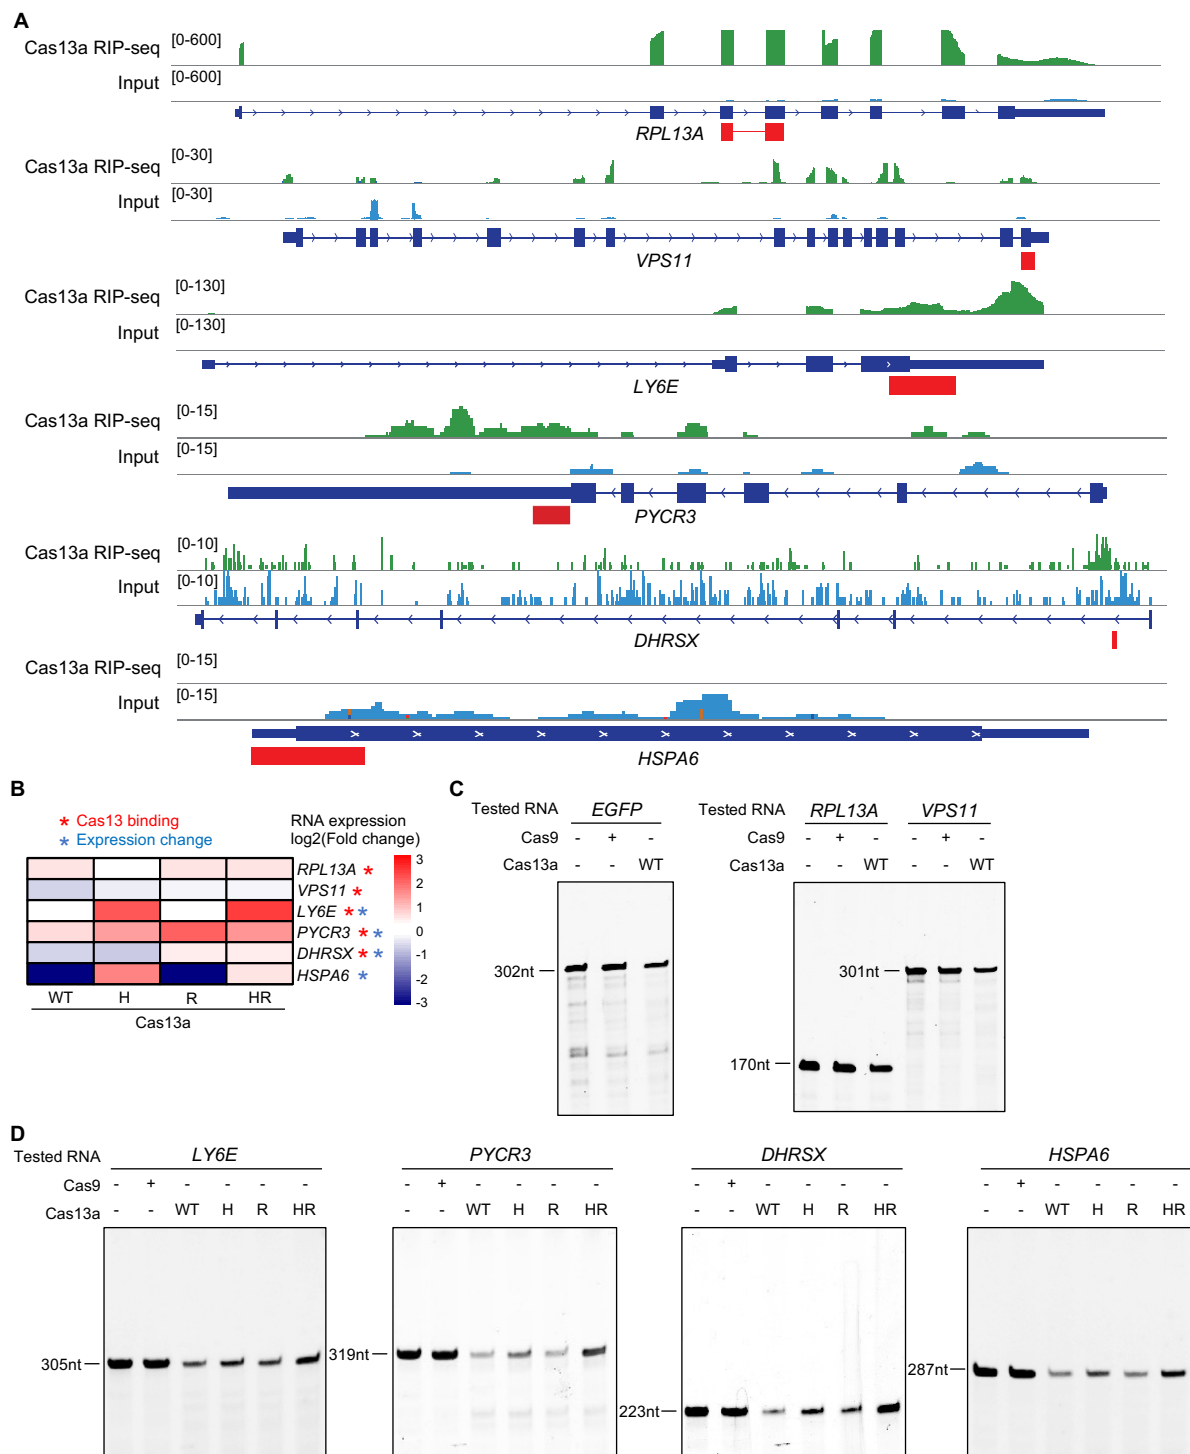 A
Cas13a RIP-seq [0-600]
Input [0-600]
RPL13A
Cas13a RIP-seq [0-30]
Input [0-30]
VPS11
Cas13a RIP-seq [0-130]
Input [0-130]
LY6E
Cas13a RIP-seq [0-15]
Input [0-15]
PYCR3
Cas13a RIP-seq [0-10]
Input [0-10]
DHRSX
Cas13a RIP-seq [0-15]
Input [0-15]
HSPA6
B
* Cas13 binding
* Expression change
RNA expression
log2(Fold change)
RPL13A *
VPS11 *
LY6E * *
PYCR3 * *
DHRSX * *
HSPA6 *
3
2
1
0
-1
-2
-3
WT H R HR
Cas13a
C
Tested RNA EGFP
Cas9 - + -
Cas13a - - WT
302nt
Tested RNA RPL13A VPS11
Cas9 - + - - + -
Cas13a - - WT - - WT
301nt
170nt
D
Tested RNA LY6E PYCR3 DHRSX HSPA6
Cas9 - + - - - - - + - - - - - + - - - - - + - - - -
Cas13a - - WT H R HR - - WT H R HR - - WT H R HR - - WT H R HR
305nt
319nt
223nt
287nt